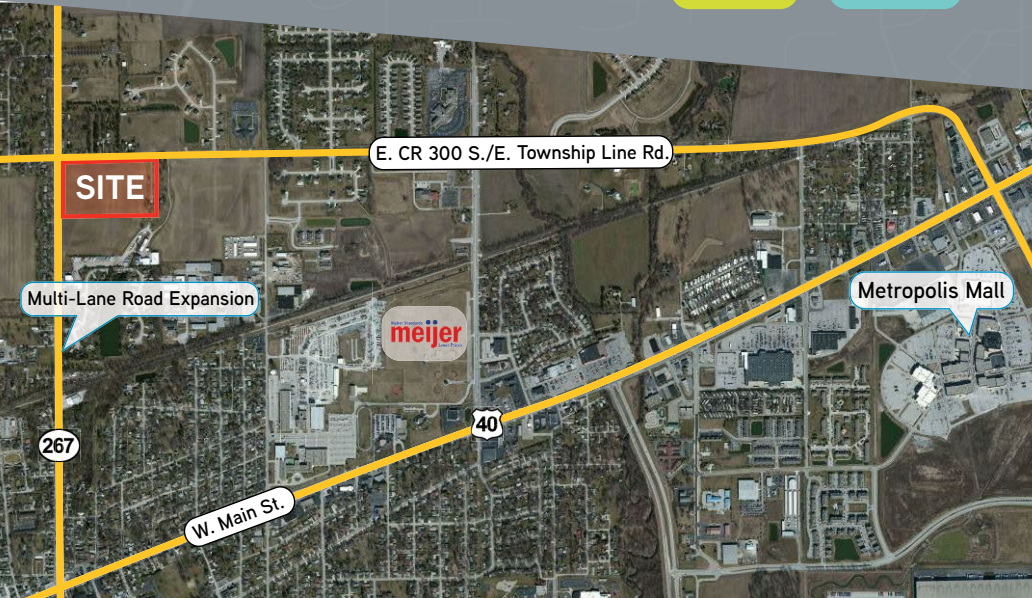 E. CR 300 S./E. Township Line Rd.
SITE
Multi-Lane Road Expansion
Metropolis Mall
meijer
40
267
W. Main St.